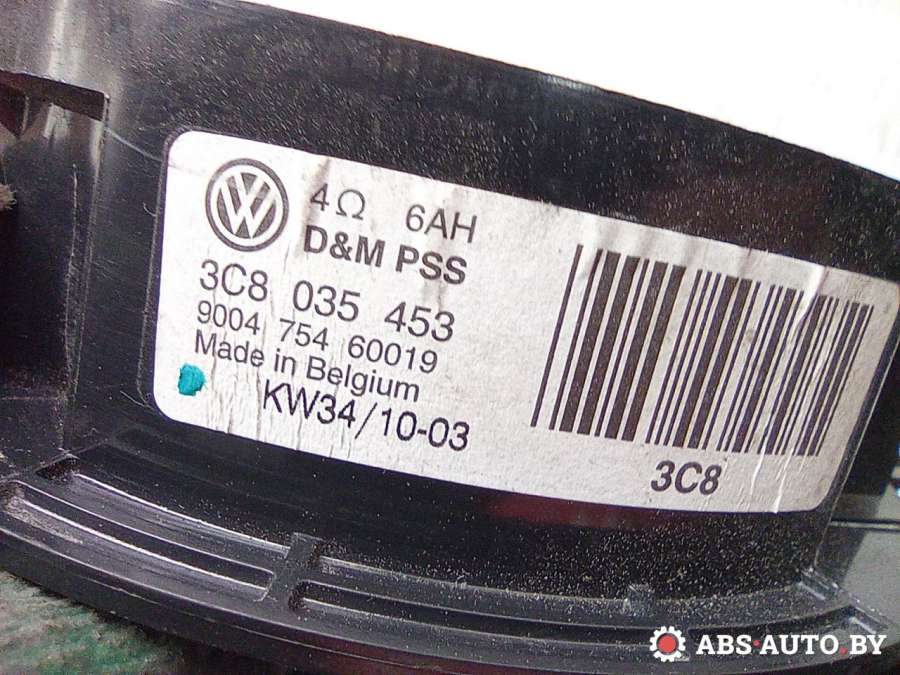 4Ω 6AH
D&M PSS
3C8 035 453
9004 754 60019
Made in Belgium
KW34/10-03
3C8
ABS-AUTO.BY